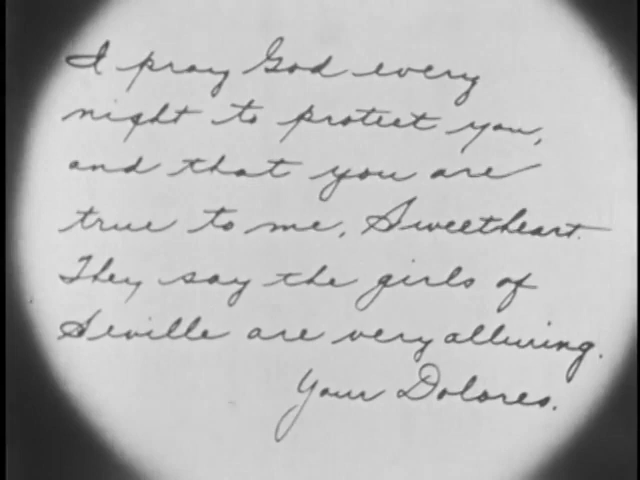 I pray God every
night to protect you,
and that you are
true to me, Sweetheart.
They say the girls of
Seville are very alluring.
Your Dolores.